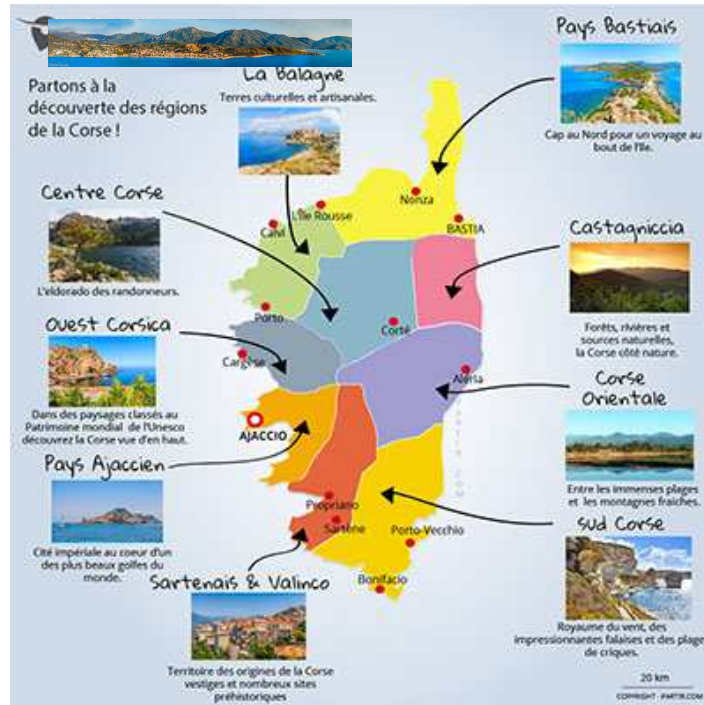 Partons à la
découverte des régions
de la Corse !
La Balagne
Terres culturelles et artisanales.
Pays Bastiais
Cap au Nord pour un voyage au
bout de l'île.
Centre Corse
L'eldorado des randonneurs.
Castagniccia
Forêts, rivières et
sources naturelles,
la Corse côté nature.
Ouest Corsica
Dans des paysages classés au
Patrimoine mondial de l'Unesco
découvrez la Corse vue d'en haut.
Corse
Orientale
Entre les immenses plages
et les montagnes fraîches.
Pays Ajaccien
Cité impériale au coeur d'un
des plus beaux golfes du
monde.
Sud Corse
Royaume du vent, des
impressionnantes falaises et des plage
de criques.
Sartenais & Valinco
Territoire des origines de la Corse
vestiges et nombreux sites
préhistoriques
Nonza
L'Île Rousse
Calvi
BASTIA
Porto
Corté
Cargèse
Aléria
AJACCIO
Propriano
Sartène
Porto-Vecchio
Bonifacio
20 km
COPYRIGHT - PARTIR.COM